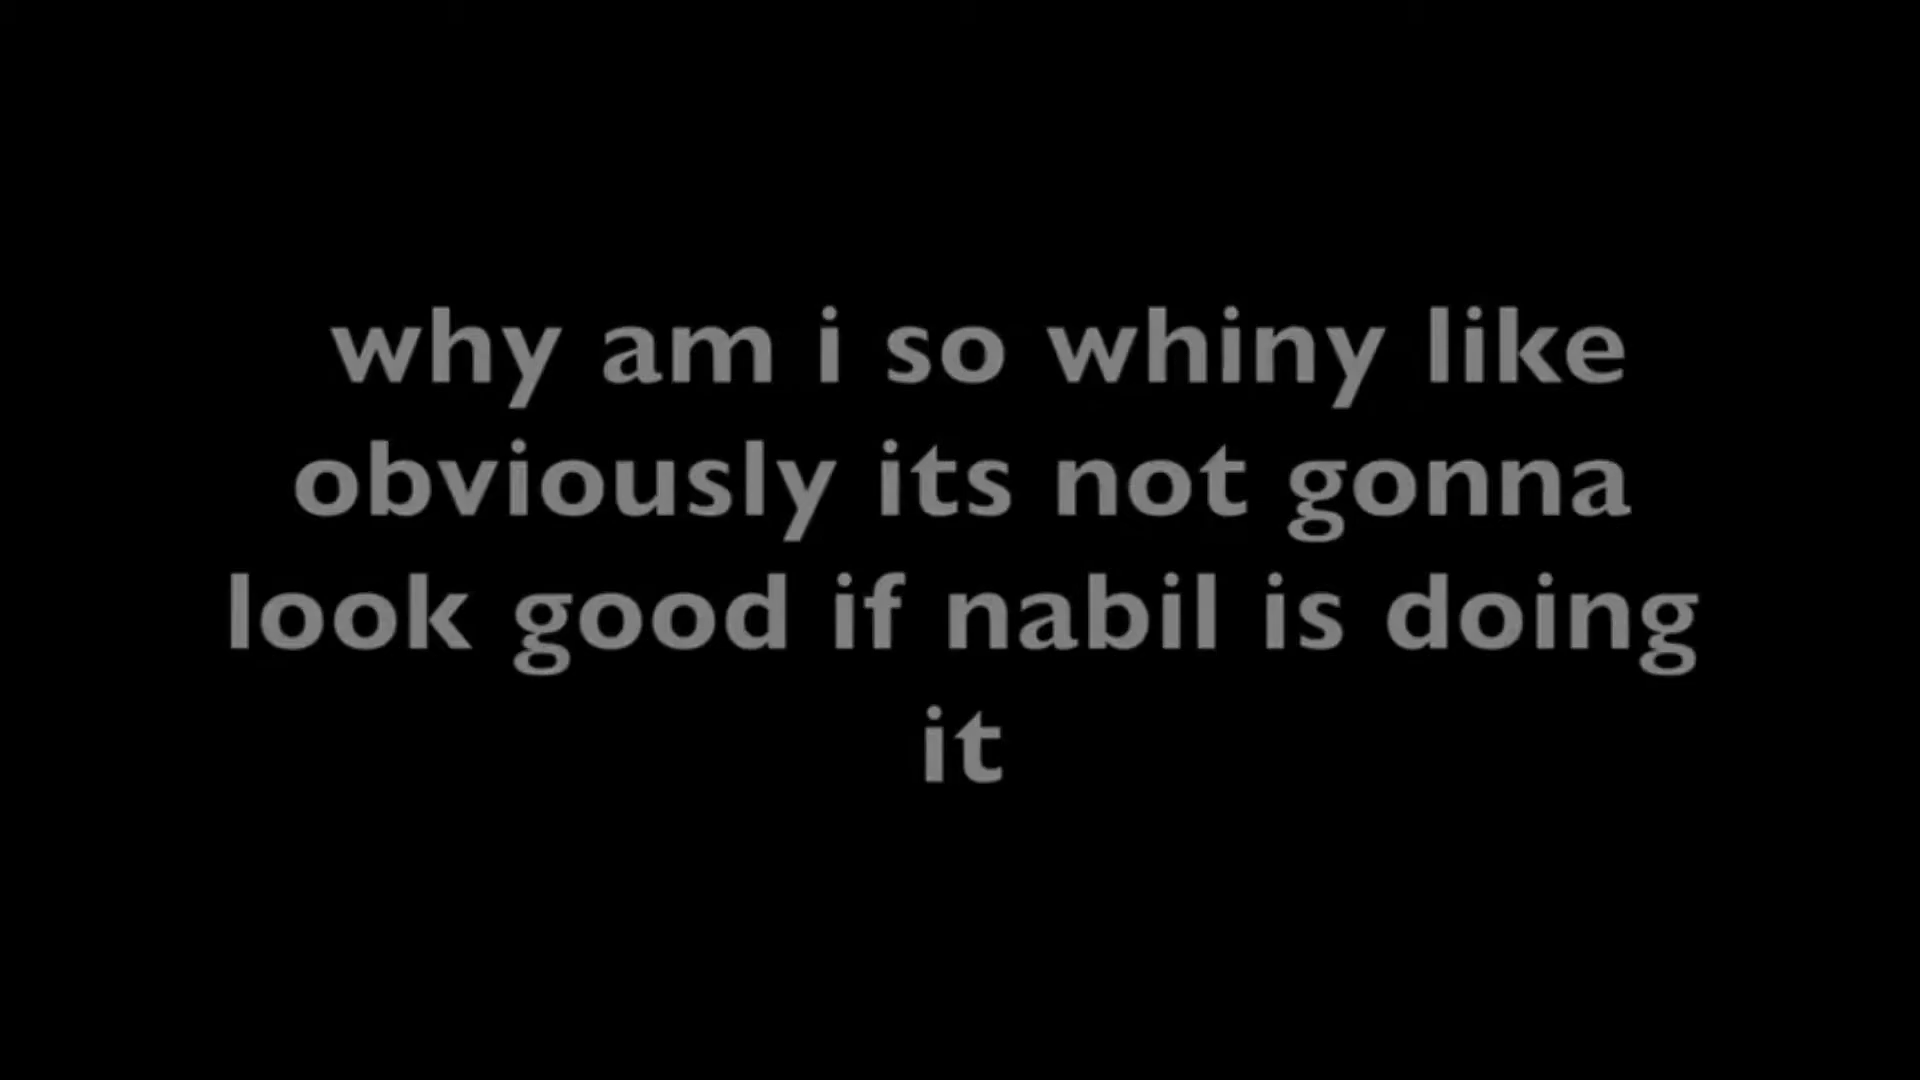 why am i so whiny like
obviously its not gonna
look good if nabil is doing
it